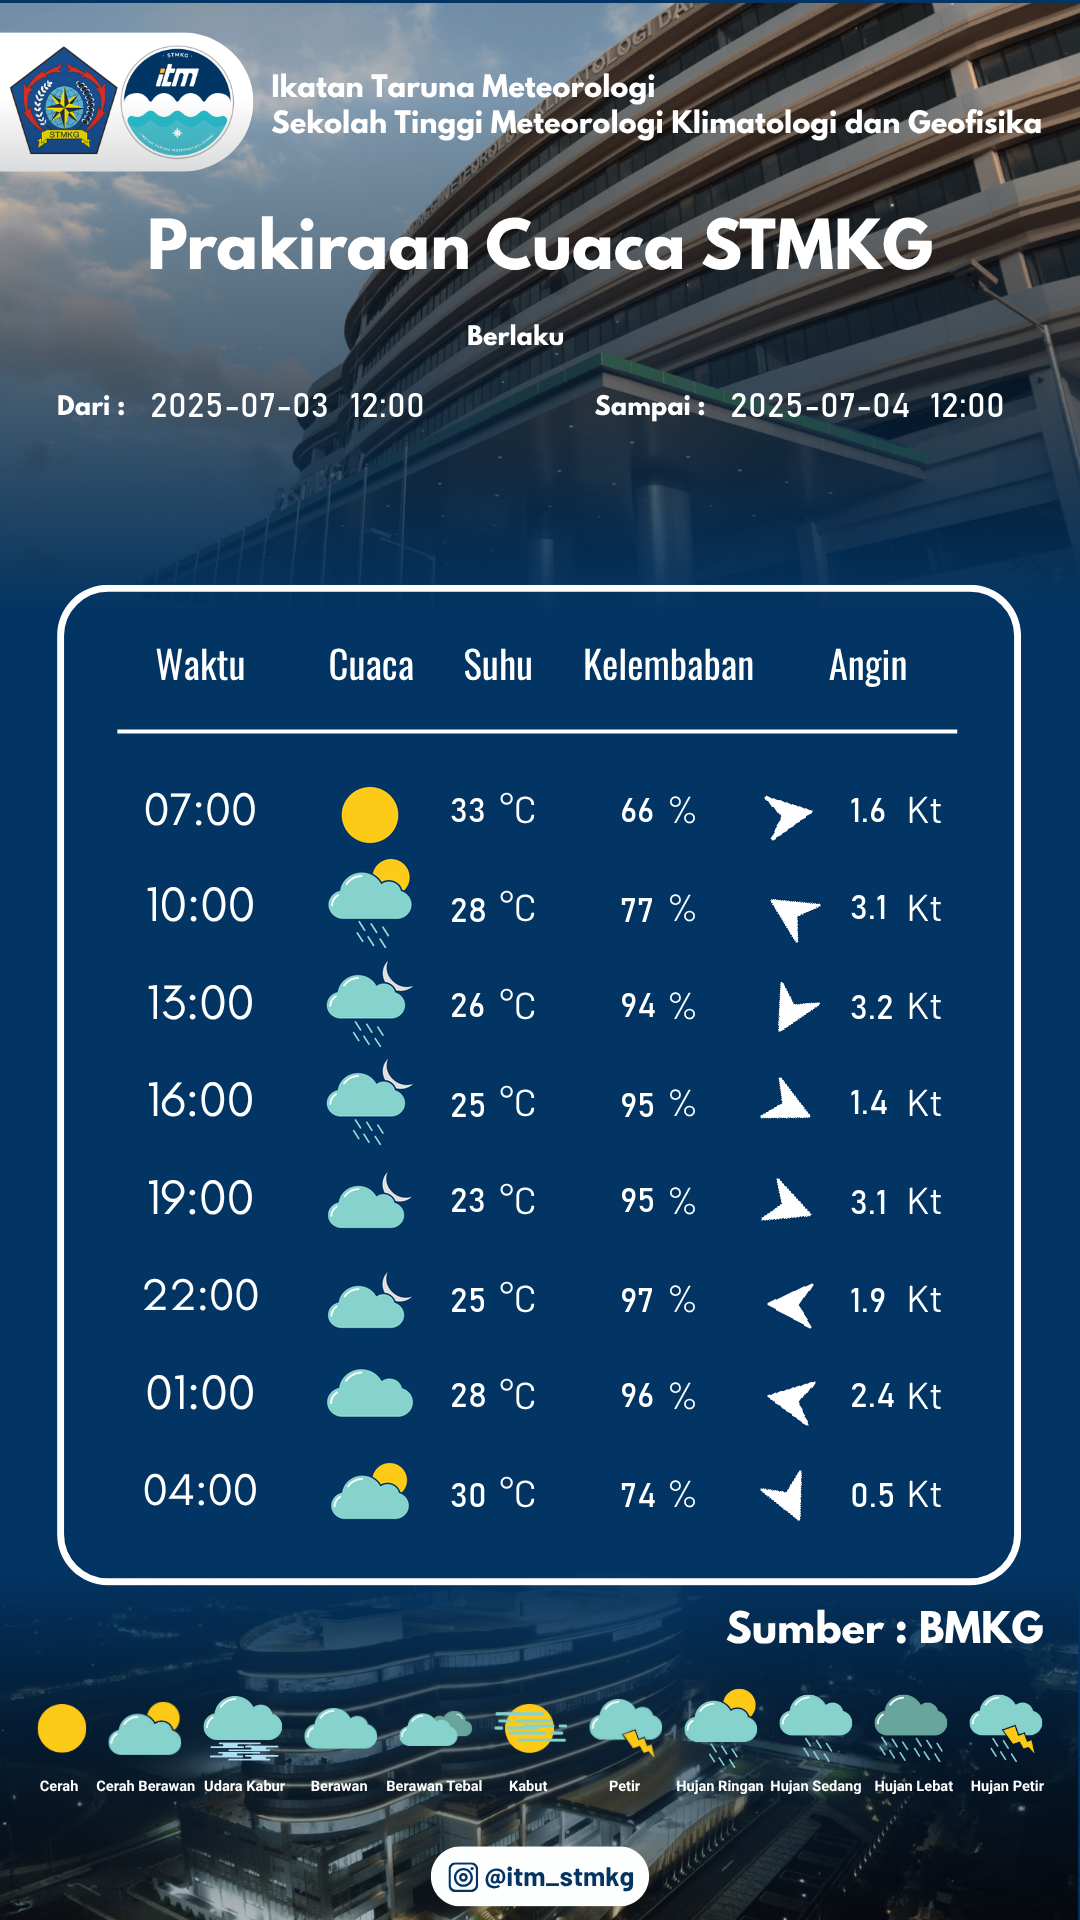 STMKG
itm
STMKG
Ikatan Taruna Meteorologi
Sekolah Tinggi Meteorologi Klimatologi dan Geofisika
Prakiraan Cuaca STMKG
Berlaku
Dari : 2025-07-03 12:00 Sampai : 2025-07-04 12:00
Waktu Cuaca Suhu Kelembaban Angin
07:00 33 °C 66 % 1.6 Kt
10:00 28 °C 77 % 3.1 Kt
13:00 26 °C 94 % 3.2 Kt
16:00 25 °C 95 % 1.4 Kt
19:00 23 °C 95 % 3.1 Kt
22:00 25 °C 97 % 1.9 Kt
01:00 28 °C 96 % 2.4 Kt
04:00 30 °C 74 % 0.5 Kt
Sumber : BMKG
Cerah Cerah Berawan Udara Kabur Berawan Berawan Tebal Kabut Petir Hujan Ringan Hujan Sedang Hujan Lebat Hujan Petir
@itm_stmkg